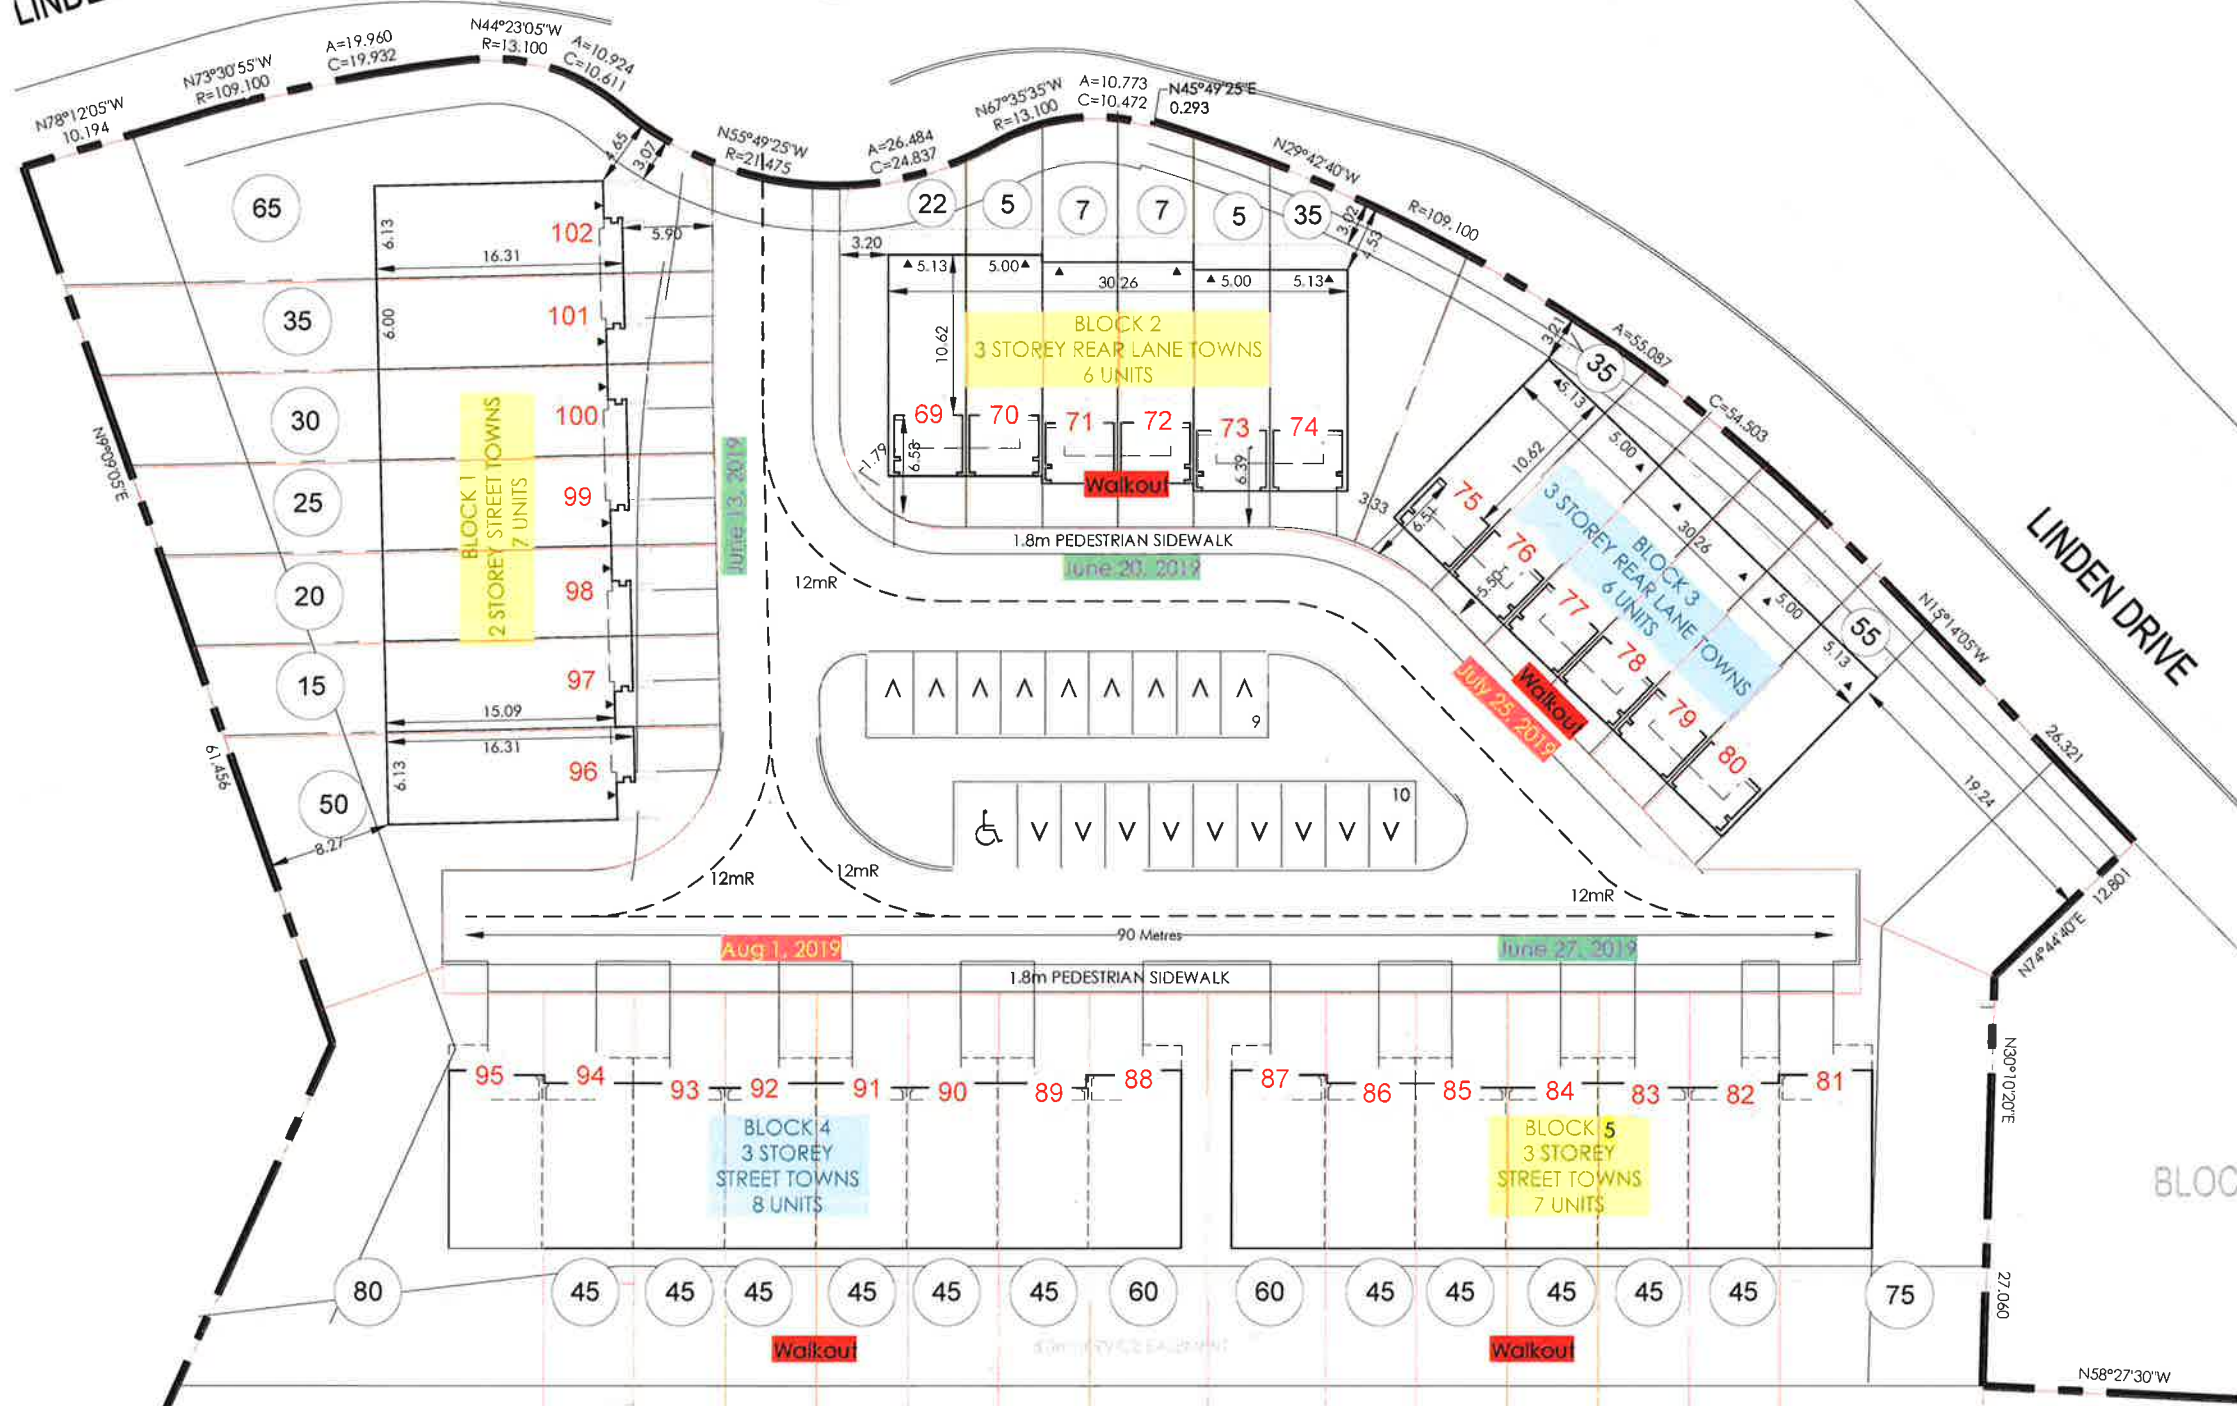 N78°12'05"W
10.194
N73°30'55"W
R=109.100
A=19.960
C=19.932
N44°23'05"W
R=13.100
A=10.924
C=10.611
N55°49'25"W
R=21.475
A=26.484
C=24.837
N67°35'35"W
R=13.100
A=10.773
C=10.472
N45°49'25"E
0.293
N29°42'40"W
R=109.100
A=55.087
C=54.503
N15°14'05"W
26.321
LINDEN DRIVE
4.65
3.07
65
6.13
16.31
102
5.90
35
6.00
101
30
100
25
99
20
98
15
97
15.09
16.31
50
6.13
96
8.27
N9°09'05"E
61.456
BLOCK 1
2 STOREY STREET TOWNS
7 UNITS
June 13, 2019
22
5
7
7
5
35
3.02
4.53
3.20
5.13
5.00
30.26
5.00
5.13
10.62
BLOCK 2
3 STOREY REAR LANE TOWNS
6 UNITS
69
70
71
72
73
74
1.79
6.53
6.39
Walkout
1.8m PEDESTRIAN SIDEWALK
June 20, 2019
12mR
3.21
35
5.13
5.00
10.62
30.26
5.00
5.13
55
3.33
6.51
5.50
75
76
77
78
79
80
BLOCK 3
3 STOREY REAR LANE TOWNS
6 UNITS
Walkout
July 25, 2019
19.24
9
10
12mR
12mR
12mR
12.801
N74°44'40"E
90 Metres
Aug 1, 2019
June 27, 2019
1.8m PEDESTRIAN SIDEWALK
95
94
93
92
91
90
89
88
87
86
85
84
83
82
81
BLOCK 4
3 STOREY
STREET TOWNS
8 UNITS
BLOCK 5
3 STOREY
STREET TOWNS
7 UNITS
N30°10'20"E
27.060
80
45
45
45
45
45
45
60
60
45
45
45
45
45
75
Walkout
Walkout
N58°27'30"W